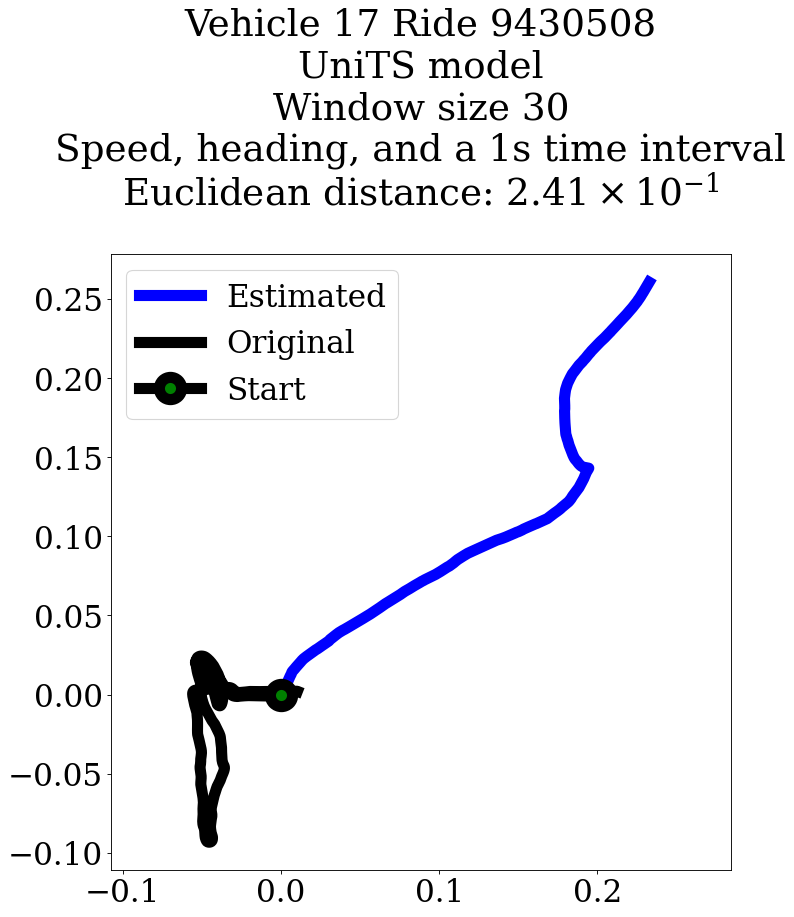 Vehicle 17 Ride 9430508
UniTS model
Window size 30
Speed, heading, and a 1s time interval
Euclidean distance: 2.41 × 10⁻¹
Estimated
Original
Start
0.25
0.20
0.15
0.10
0.05
0.00
−0.05
−0.10
−0.1 0.0 0.1 0.2